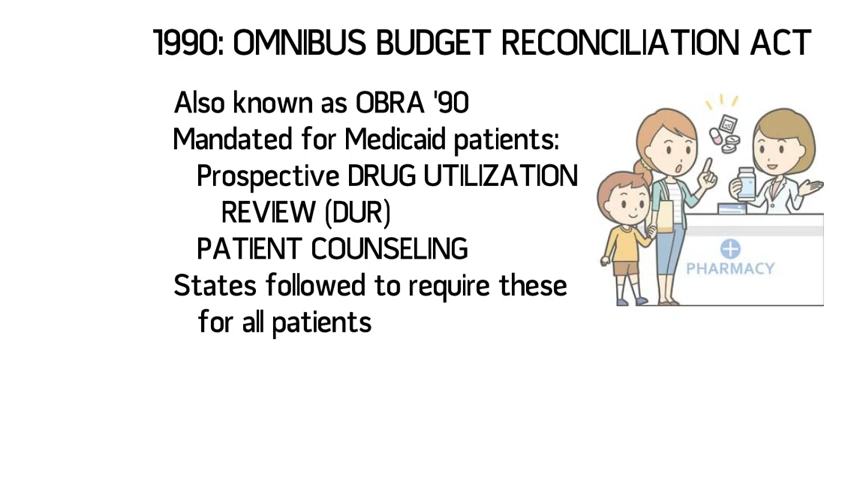 1990: OMNIBUS BUDGET RECONCILIATION ACT
Also known as OBRA '90
Mandated for Medicaid patients:
Prospective DRUG UTILIZATION
REVIEW (DUR)
PATIENT COUNSELING
States followed to require these
for all patients
PHARMACY